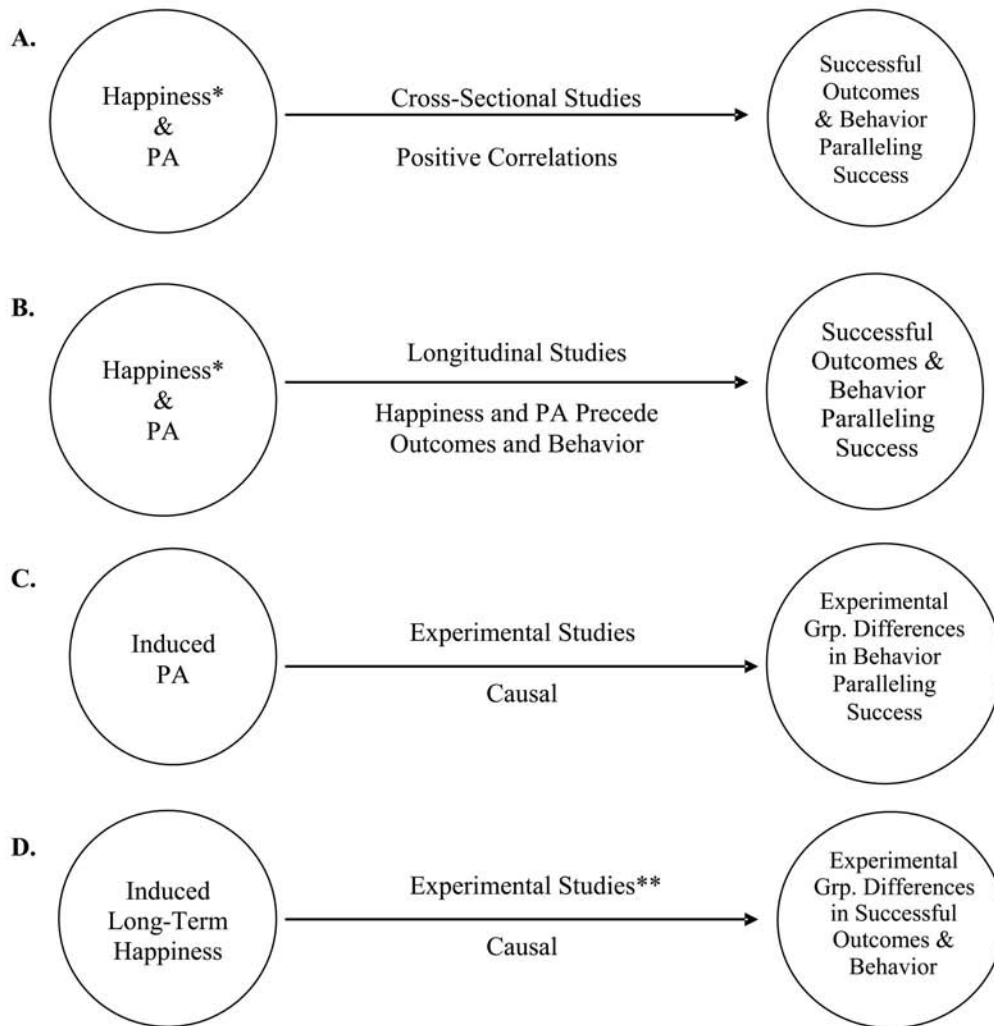 A.
Happiness*
&
PA
Cross-Sectional Studies
Positive Correlations
Successful
Outcomes
& Behavior
Paralleling
Success
B.
Happiness*
&
PA
Longitudinal Studies
Happiness and PA Precede
Outcomes and Behavior
Successful
Outcomes &
Behavior
Paralleling
Success
C.
Induced
PA
Experimental Studies
Causal
Experimental
Grp. Differences
in Behavior
Paralleling
Success
D.
Induced
Long-Term
Happiness
Experimental Studies**
Causal
Experimental
Grp. Differences
in Successful
Outcomes &
Behavior